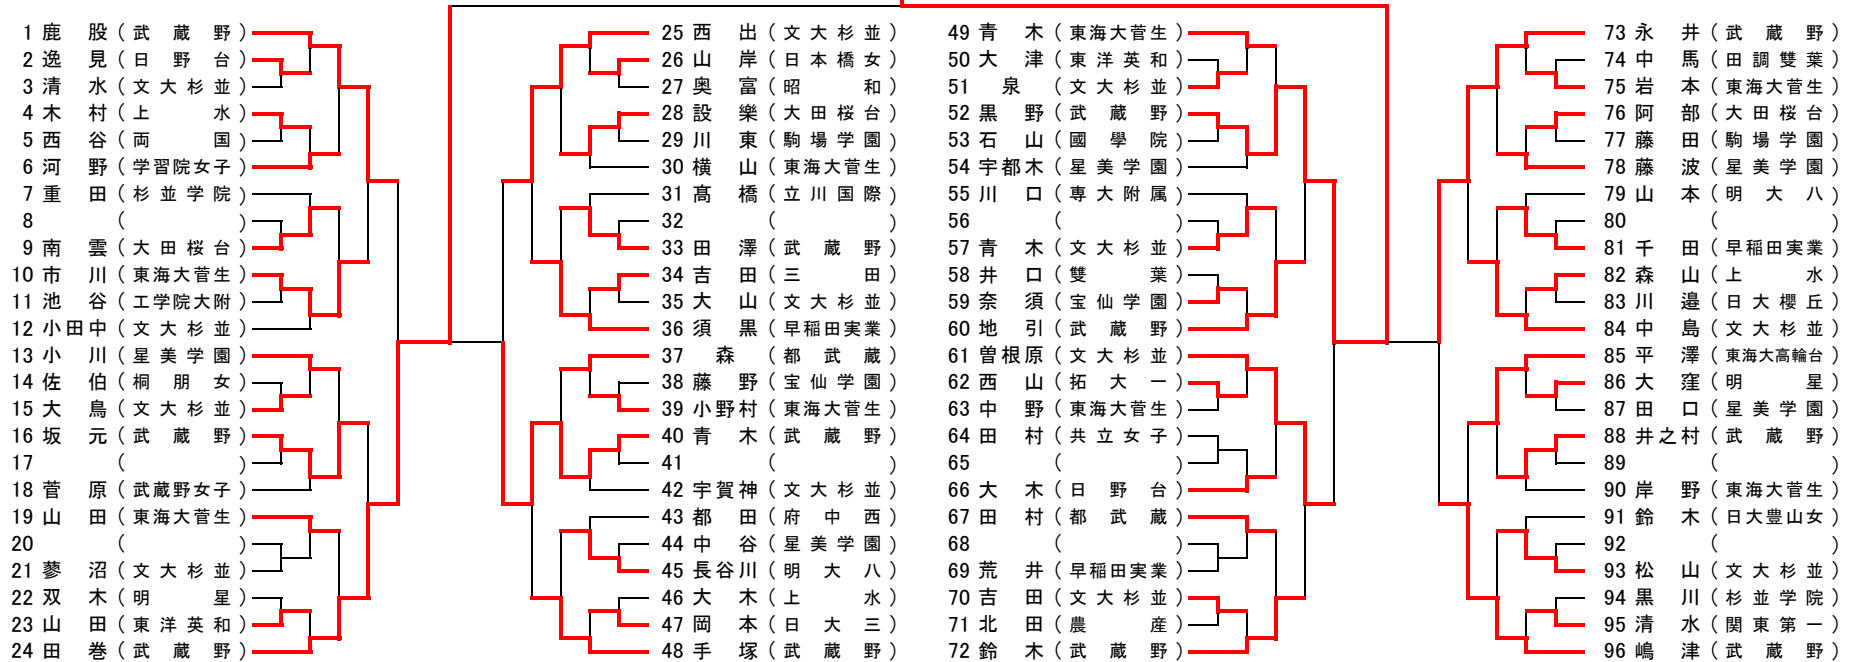 1 鹿 股 ( 武 蔵 野 )
2 逸 見 ( 日 野 台 )
3 清 水 ( 文 大 杉 並 )
4 木 村 ( 上 水 )
5 西 谷 ( 両 国 )
6 河 野 ( 学習院女子 )
7 重 田 ( 杉 並 学 院 )
8 ( )
9 南 雲 ( 大 田 桜 台 )
10 市 川 ( 東海大菅生 )
11 池 谷 ( 工学院大附 )
12 小田中 ( 文 大 杉 並 )
13 小 川 ( 星 美 学 園 )
14 佐 伯 ( 桐 朋 女 )
15 大 鳥 ( 文 大 杉 並 )
16 坂 元 ( 武 蔵 野 )
17 ( )
18 菅 原 ( 武蔵野女子 )
19 山 田 ( 東海大菅生 )
20 ( )
21 蓼 沼 ( 文 大 杉 並 )
22 双 木 ( 明 星 )
23 山 田 ( 東 洋 英 和 )
24 田 巻 ( 武 蔵 野 )
25 西 出 ( 文 大 杉 並 )
26 山 岸 ( 日 本 橋 女 )
27 奥 富 ( 昭 和 )
28 設 樂 ( 大 田 桜 台 )
29 川 東 ( 駒 場 学 園 )
30 横 山 ( 東海大菅生 )
31 髙 橋 ( 立 川 国 際 )
32 ( )
33 田 澤 ( 武 蔵 野 )
34 吉 田 ( 三 田 )
35 大 山 ( 文 大 杉 並 )
36 須 黒 ( 早稲田実業 )
37 森 ( 都 武 蔵 )
38 藤 野 ( 宝 仙 学 園 )
39 小野村 ( 東海大菅生 )
40 青 木 ( 武 蔵 野 )
41 ( )
42 宇賀神 ( 文 大 杉 並 )
43 都 田 ( 府 中 西 )
44 中 谷 ( 星 美 学 園 )
45 長谷川 ( 明 大 八 )
46 大 木 ( 上 水 )
47 岡 本 ( 日 大 三 )
48 手 塚 ( 武 蔵 野 )
49 青 木 ( 東海大菅生 )
50 大 津 ( 東 洋 英 和 )
51 泉 ( 文 大 杉 並 )
52 黒 野 ( 武 蔵 野 )
53 石 山 ( 國 學 院 )
54 宇都木 ( 星 美 学 園 )
55 川 口 ( 専 大 附 属 )
56 ( )
57 青 木 ( 文 大 杉 並 )
58 井 口 ( 雙 葉 )
59 奈 須 ( 宝 仙 学 園 )
60 地 引 ( 武 蔵 野 )
61 曽根原 ( 文 大 杉 並 )
62 西 山 ( 拓 大 一 )
63 中 野 ( 東海大菅生 )
64 田 村 ( 共 立 女 子 )
65 ( )
66 大 木 ( 日 野 台 )
67 田 村 ( 都 武 蔵 )
68 ( )
69 荒 井 ( 早稲田実業 )
70 吉 田 ( 文 大 杉 並 )
71 北 田 ( 農 産 )
72 鈴 木 ( 武 蔵 野 )
73 永 井 ( 武 蔵 野 )
74 中 馬 ( 田 調 雙 葉 )
75 岩 本 ( 東海大菅生 )
76 阿 部 ( 大 田 桜 台 )
77 藤 田 ( 駒 場 学 園 )
78 藤 波 ( 星 美 学 園 )
79 山 本 ( 明 大 八 )
80 ( )
81 千 田 ( 早稲田実業 )
82 森 山 ( 上 水 )
83 川 邉 ( 日 大 櫻 丘 )
84 中 島 ( 文 大 杉 並 )
85 平 澤 ( 東海大高輪台 )
86 大 窪 ( 明 星 )
87 田 口 ( 星 美 学 園 )
88 井之村 ( 武 蔵 野 )
89 ( )
90 岸 野 ( 東海大菅生 )
91 鈴 木 ( 日大豊山女 )
92 ( )
93 松 山 ( 文 大 杉 並 )
94 黒 川 ( 杉 並 学 院 )
95 清 水 ( 関 東 第 一 )
96 嶋 津 ( 武 蔵 野 )